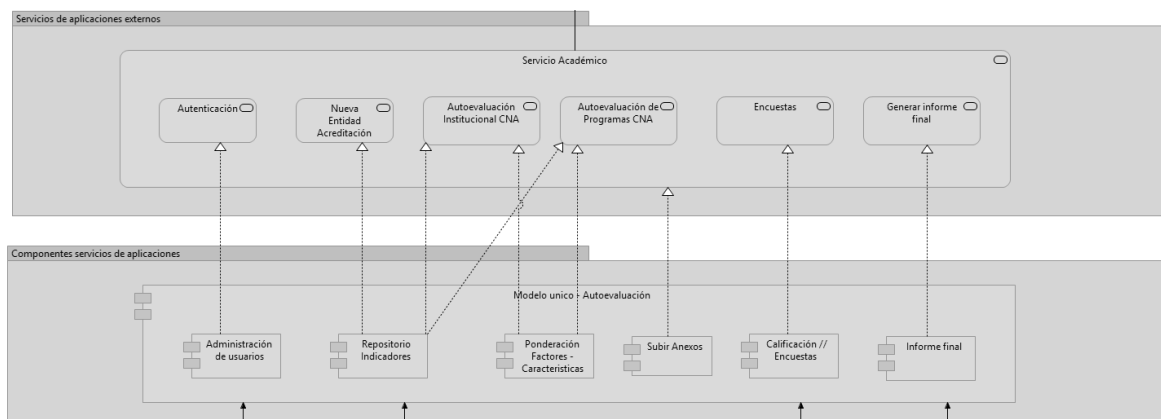 Servicios de aplicaciones externos
Servicio Académico
Autenticación
Nueva
Entidad
Acreditación
Autoevaluación
Institucional CNA
Autoevaluación de
Programas CNA
Encuestas
Generar informe
final
Componentes servicios de aplicaciones
Modelo unico - Autoevaluación
Administración
de usuarios
Repositorio
Indicadores
Ponderación
Factores -
Caracteristicas
Subir Anexos
Calificación //
Encuestas
Informe final